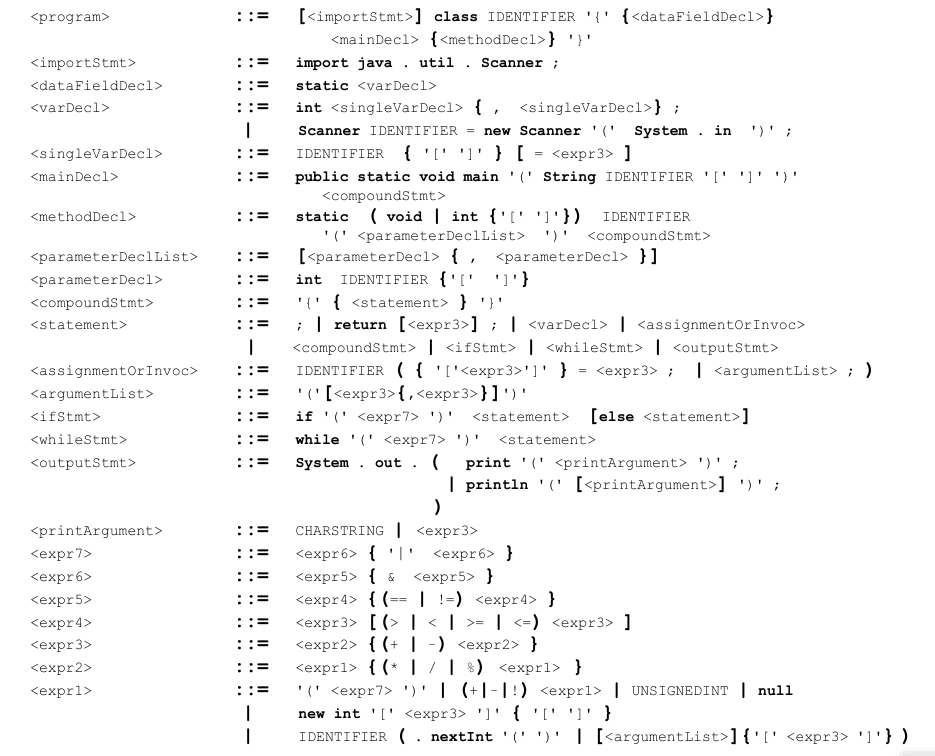 <program> ::= [<importStmt>] class IDENTIFIER '{' {<dataFieldDecl>}
<mainDecl> {<methodDecl>} '}'
<importStmt> ::= import java . util . Scanner ;
<dataFieldDecl> ::= static <varDecl>
<varDecl> ::= int <singleVarDecl> { , <singleVarDecl>} ;
| Scanner IDENTIFIER = new Scanner '(' System . in ')' ;
<singleVarDecl> ::= IDENTIFIER { '[' ']' } [ = <expr3> ]
<mainDecl> ::= public static void main '(' String IDENTIFIER '[' ']' ')'
<compoundStmt>
<methodDecl> ::= static ( void | int {'[' ']'}) IDENTIFIER
'(' <parameterDeclList> ')' <compoundStmt>
<parameterDeclList> ::= [<parameterDecl> { , <parameterDecl> }]
<parameterDecl> ::= int IDENTIFIER {'[' ']'}
<compoundStmt> ::= '{' { <statement> } '}'
<statement> ::= ; | return [<expr3>] ; | <varDecl> | <assignmentOrInvoc>
| <compoundStmt> | <ifStmt> | <whileStmt> | <outputStmt>
<assignmentOrInvoc> ::= IDENTIFIER ( { '['<expr3>']' } = <expr3> ; | <argumentList> ; )
<argumentList> ::= '('[<expr3>{,<expr3>}]')'
<ifStmt> ::= if '(' <expr7> ')' <statement> [else <statement>]
<whileStmt> ::= while '(' <expr7> ')' <statement>
<outputStmt> ::= System . out . ( print '(' <printArgument> ')' ;
| println '(' [<printArgument>] ')' ;
)
<printArgument> ::= CHARSTRING | <expr3>
<expr7> ::= <expr6> { '|' <expr6> }
<expr6> ::= <expr5> { & <expr5> }
<expr5> ::= <expr4> {(== | !=) <expr4> }
<expr4> ::= <expr3> [(> | < | >= | <=) <expr3> ]
<expr3> ::= <expr2> {(+ | -) <expr2> }
<expr2> ::= <expr1> {(* | / | %) <expr1> }
<expr1> ::= '(' <expr7> ')' | (+|-|!) <expr1> | UNSIGNEDINT | null
| new int '[' <expr3> ']' { '[' ']' }
| IDENTIFIER ( . nextInt '(' ')' | [<argumentList>]{'[' <expr3> ']'} )